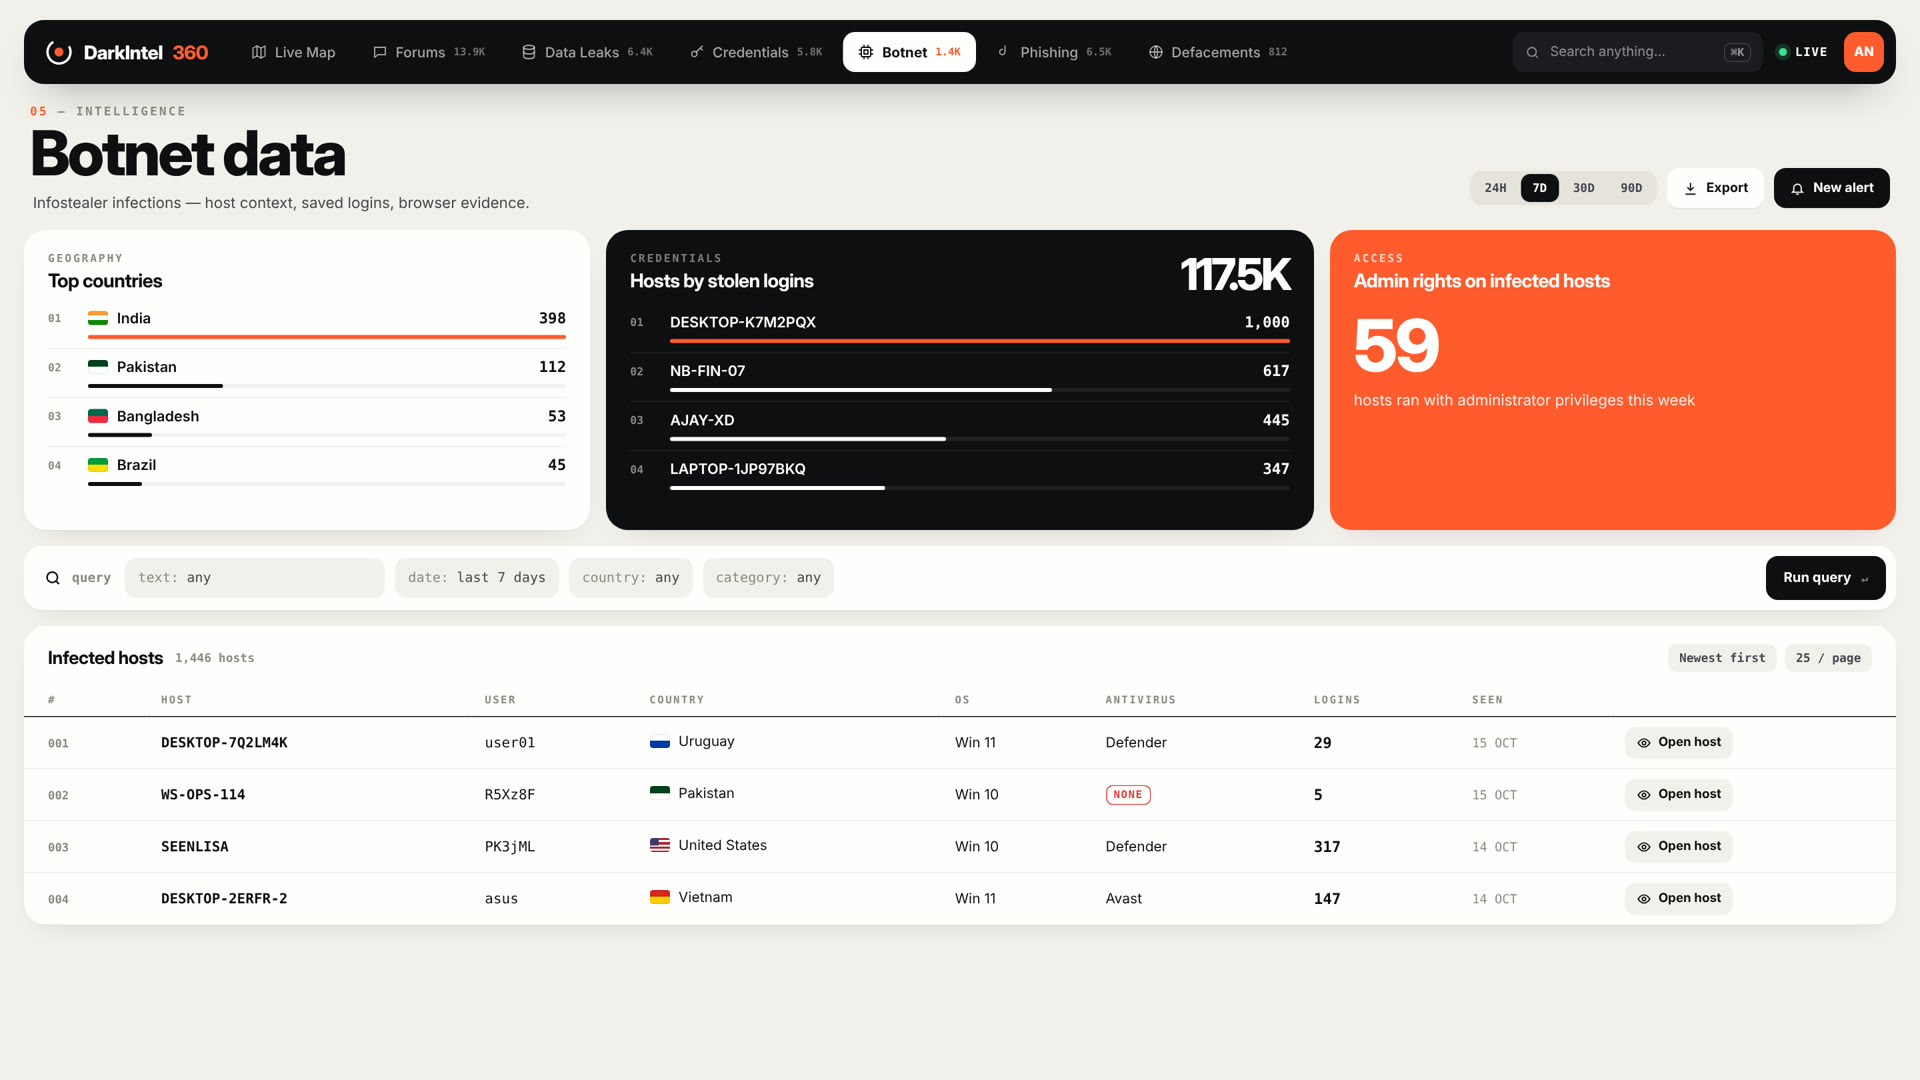 DarkIntel 360
Live Map
Forums 13.9K
Data Leaks 6.4K
Credentials 5.8K
Botnet 1.4K
Phishing 6.5K
Defacements 812
Search anything... ⌘K
LIVE
AN
05 — INTELLIGENCE
Botnet data
Infostealer infections — host context, saved logins, browser evidence.
24H 7D 30D 90D
Export
New alert
GEOGRAPHY
Top countries
01 India 398
02 Pakistan 112
03 Bangladesh 53
04 Brazil 45
CREDENTIALS
Hosts by stolen logins 117.5K
01 DESKTOP-K7M2PQX 1,000
02 NB-FIN-07 617
03 AJAY-XD 445
04 LAPTOP-1JP97BKQ 347
ACCESS
Admin rights on infected hosts
59
hosts ran with administrator privileges this week
query text: any date: last 7 days country: any category: any Run query ↵
Infected hosts 1,446 hosts Newest first 25 / page
# HOST USER COUNTRY OS ANTIVIRUS LOGINS SEEN
001 DESKTOP-7Q2LM4K user01 Uruguay Win 11 Defender 29 15 OCT Open host
002 WS-OPS-114 R5Xz8F Pakistan Win 10 NONE 5 15 OCT Open host
003 SEENLISA PK3jML United States Win 10 Defender 317 14 OCT Open host
004 DESKTOP-2ERFR-2 asus Vietnam Win 11 Avast 147 14 OCT Open host